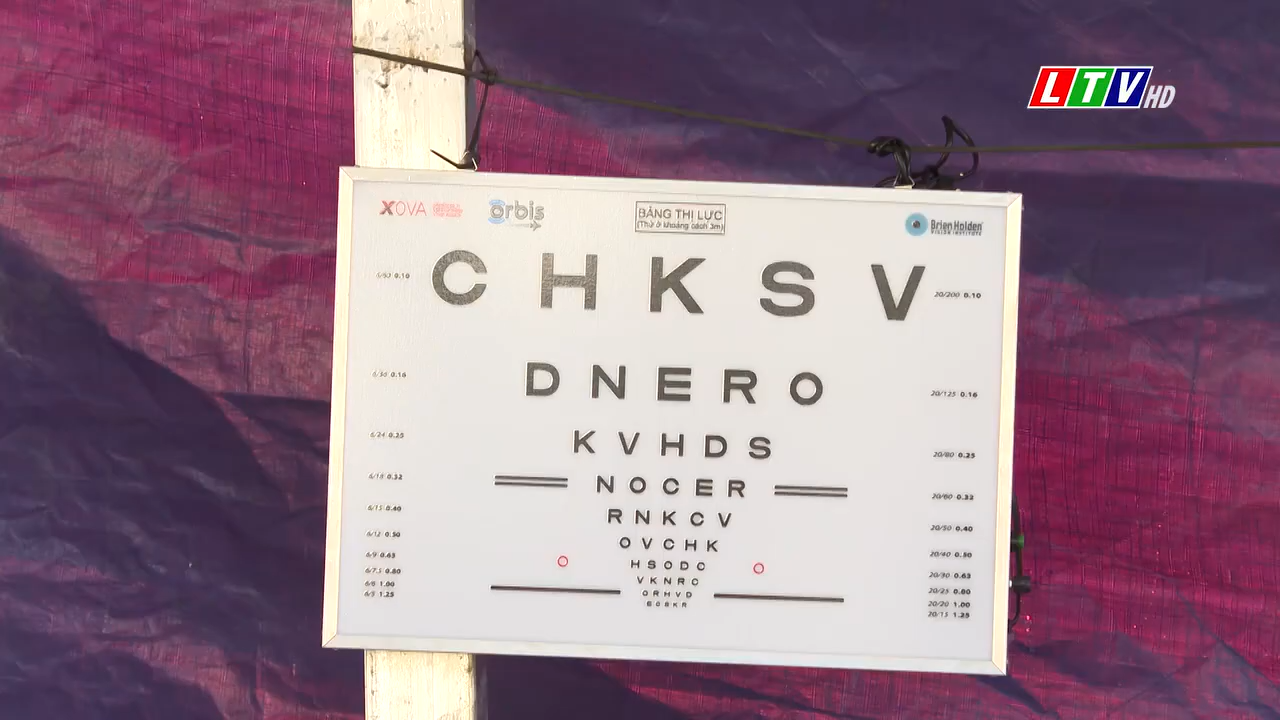 LTV HD
XOVA
orbis
BẢNG THỊ LỰC
(Thử ở khoảng cách 3m)
Brien Holden
VISION INSTITUTE
6/60 0.10 C H K S V 20/200 0.10
6/36 0.16 D N E R O 20/125 0.16
6/24 0.25 K V H D S 20/80 0.25
6/18 0.32 N O C E R 20/60 0.32
6/15 0.40 R N K C V 20/50 0.40
6/12 0.50 O V C H K 20/40 0.50
6/9 0.63 H S O D C 20/30 0.63
6/7.5 0.80 V K N R C 20/25 0.80
6/6 1.00 O R H V D 20/20 1.00
6/5 1.25 E O S K R 20/15 1.25